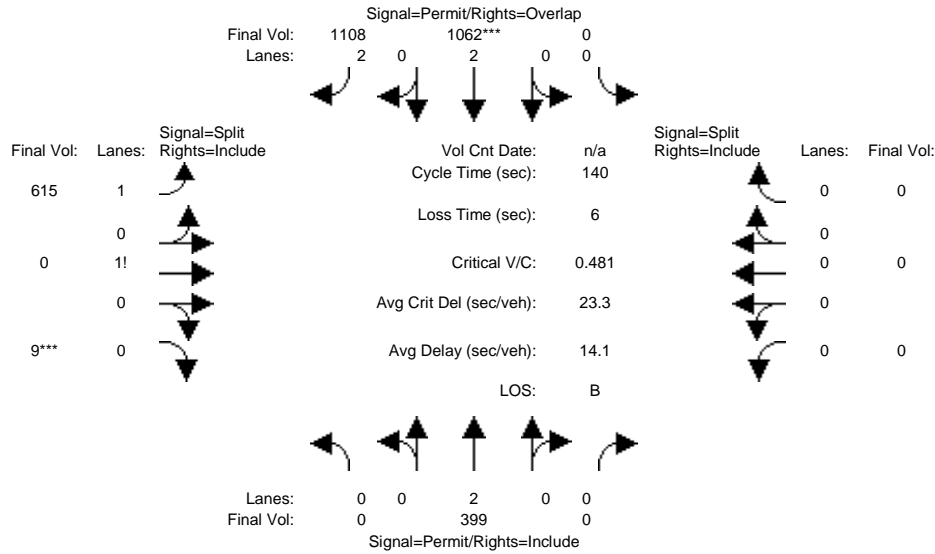 Signal=Permit/Rights=Overlap
Final Vol: 1108 1062*** 0
Lanes: 2 0 2 0 0
Signal=Split Signal=Split
Final Vol: Lanes: Rights=Include Vol Cnt Date: n/a Rights=Include Lanes: Final Vol:
Cycle Time (sec): 140
615 1 0 0
Loss Time (sec): 6
0 0
0 1! Critical V/C: 0.481 0 0
0 Avg Crit Del (sec/veh): 23.3 0
9*** 0 Avg Delay (sec/veh): 14.1 0 0
LOS: B
Lanes: 0 0 2 0 0
Final Vol: 0 399 0
Signal=Permit/Rights=Include